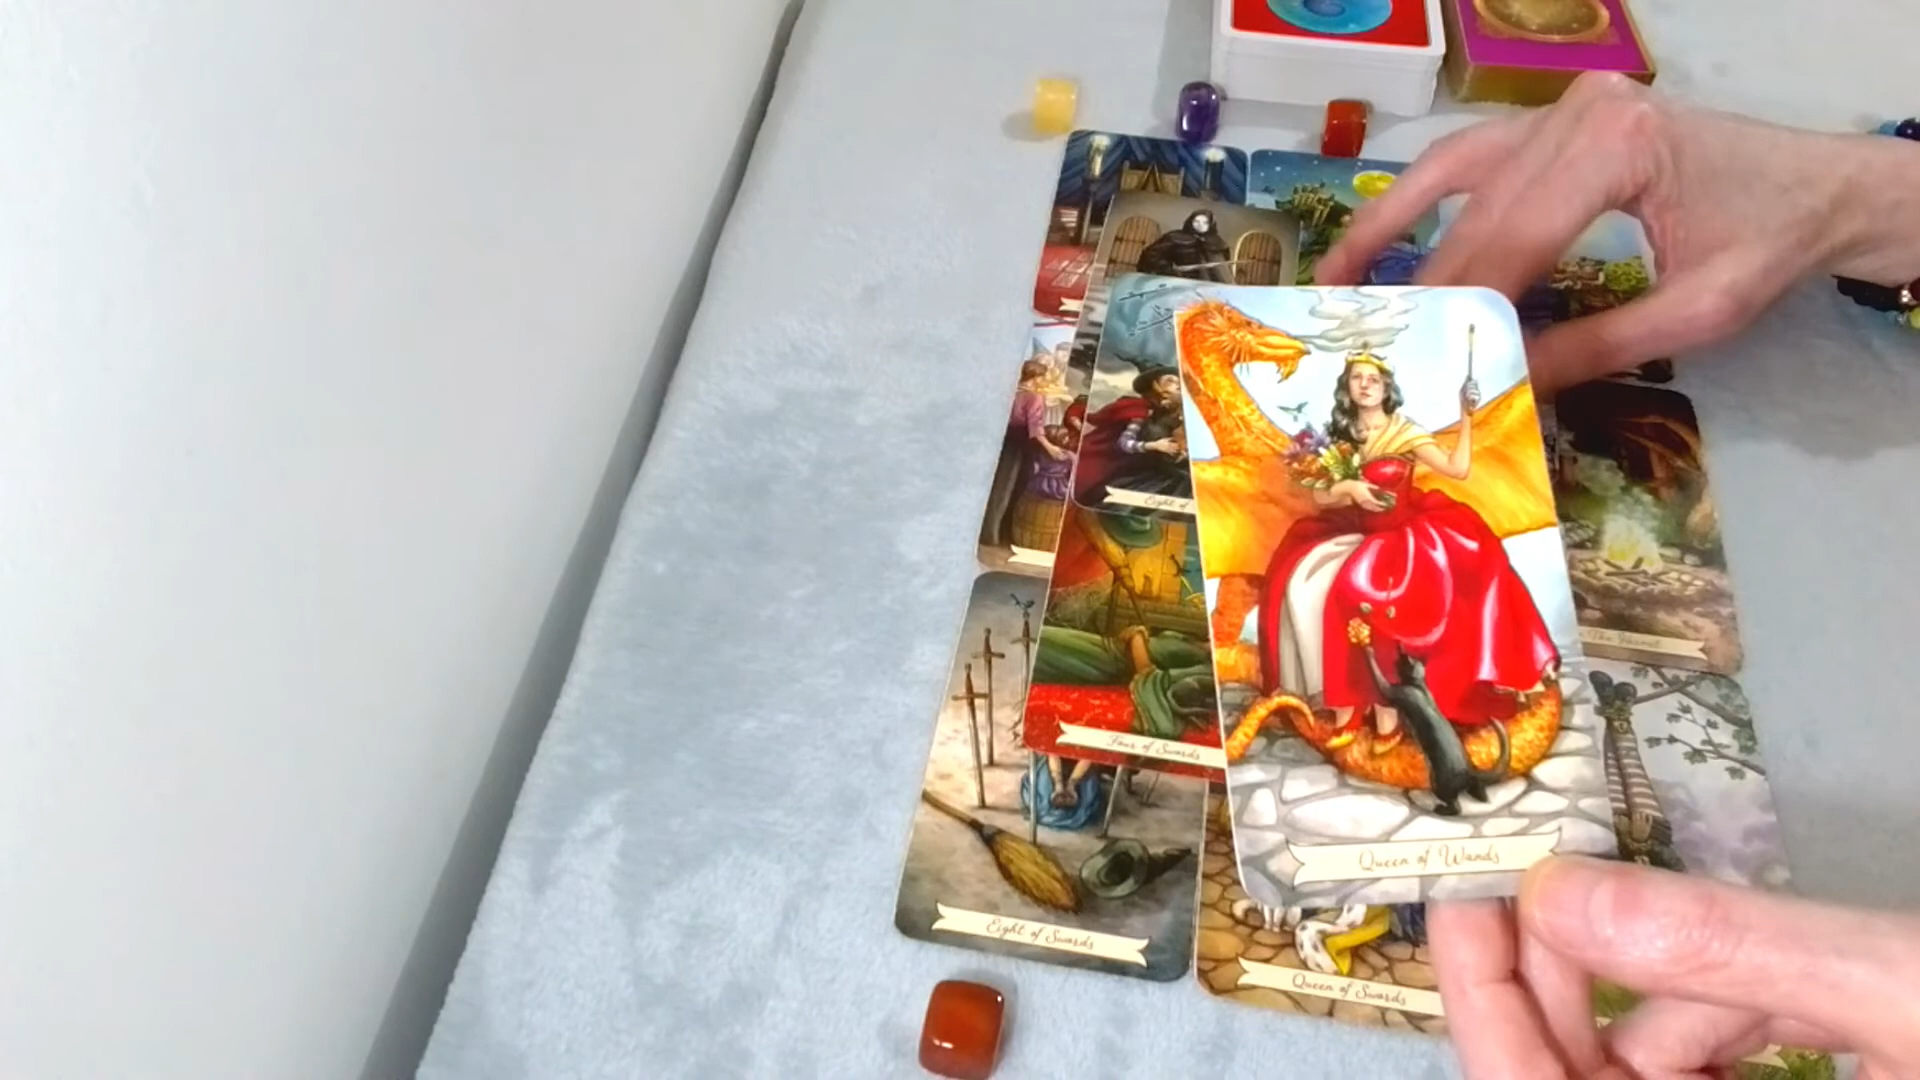 Eight of
The Hermit
Four of Swords
Queen of Wands
Eight of Swords
Queen of Swords